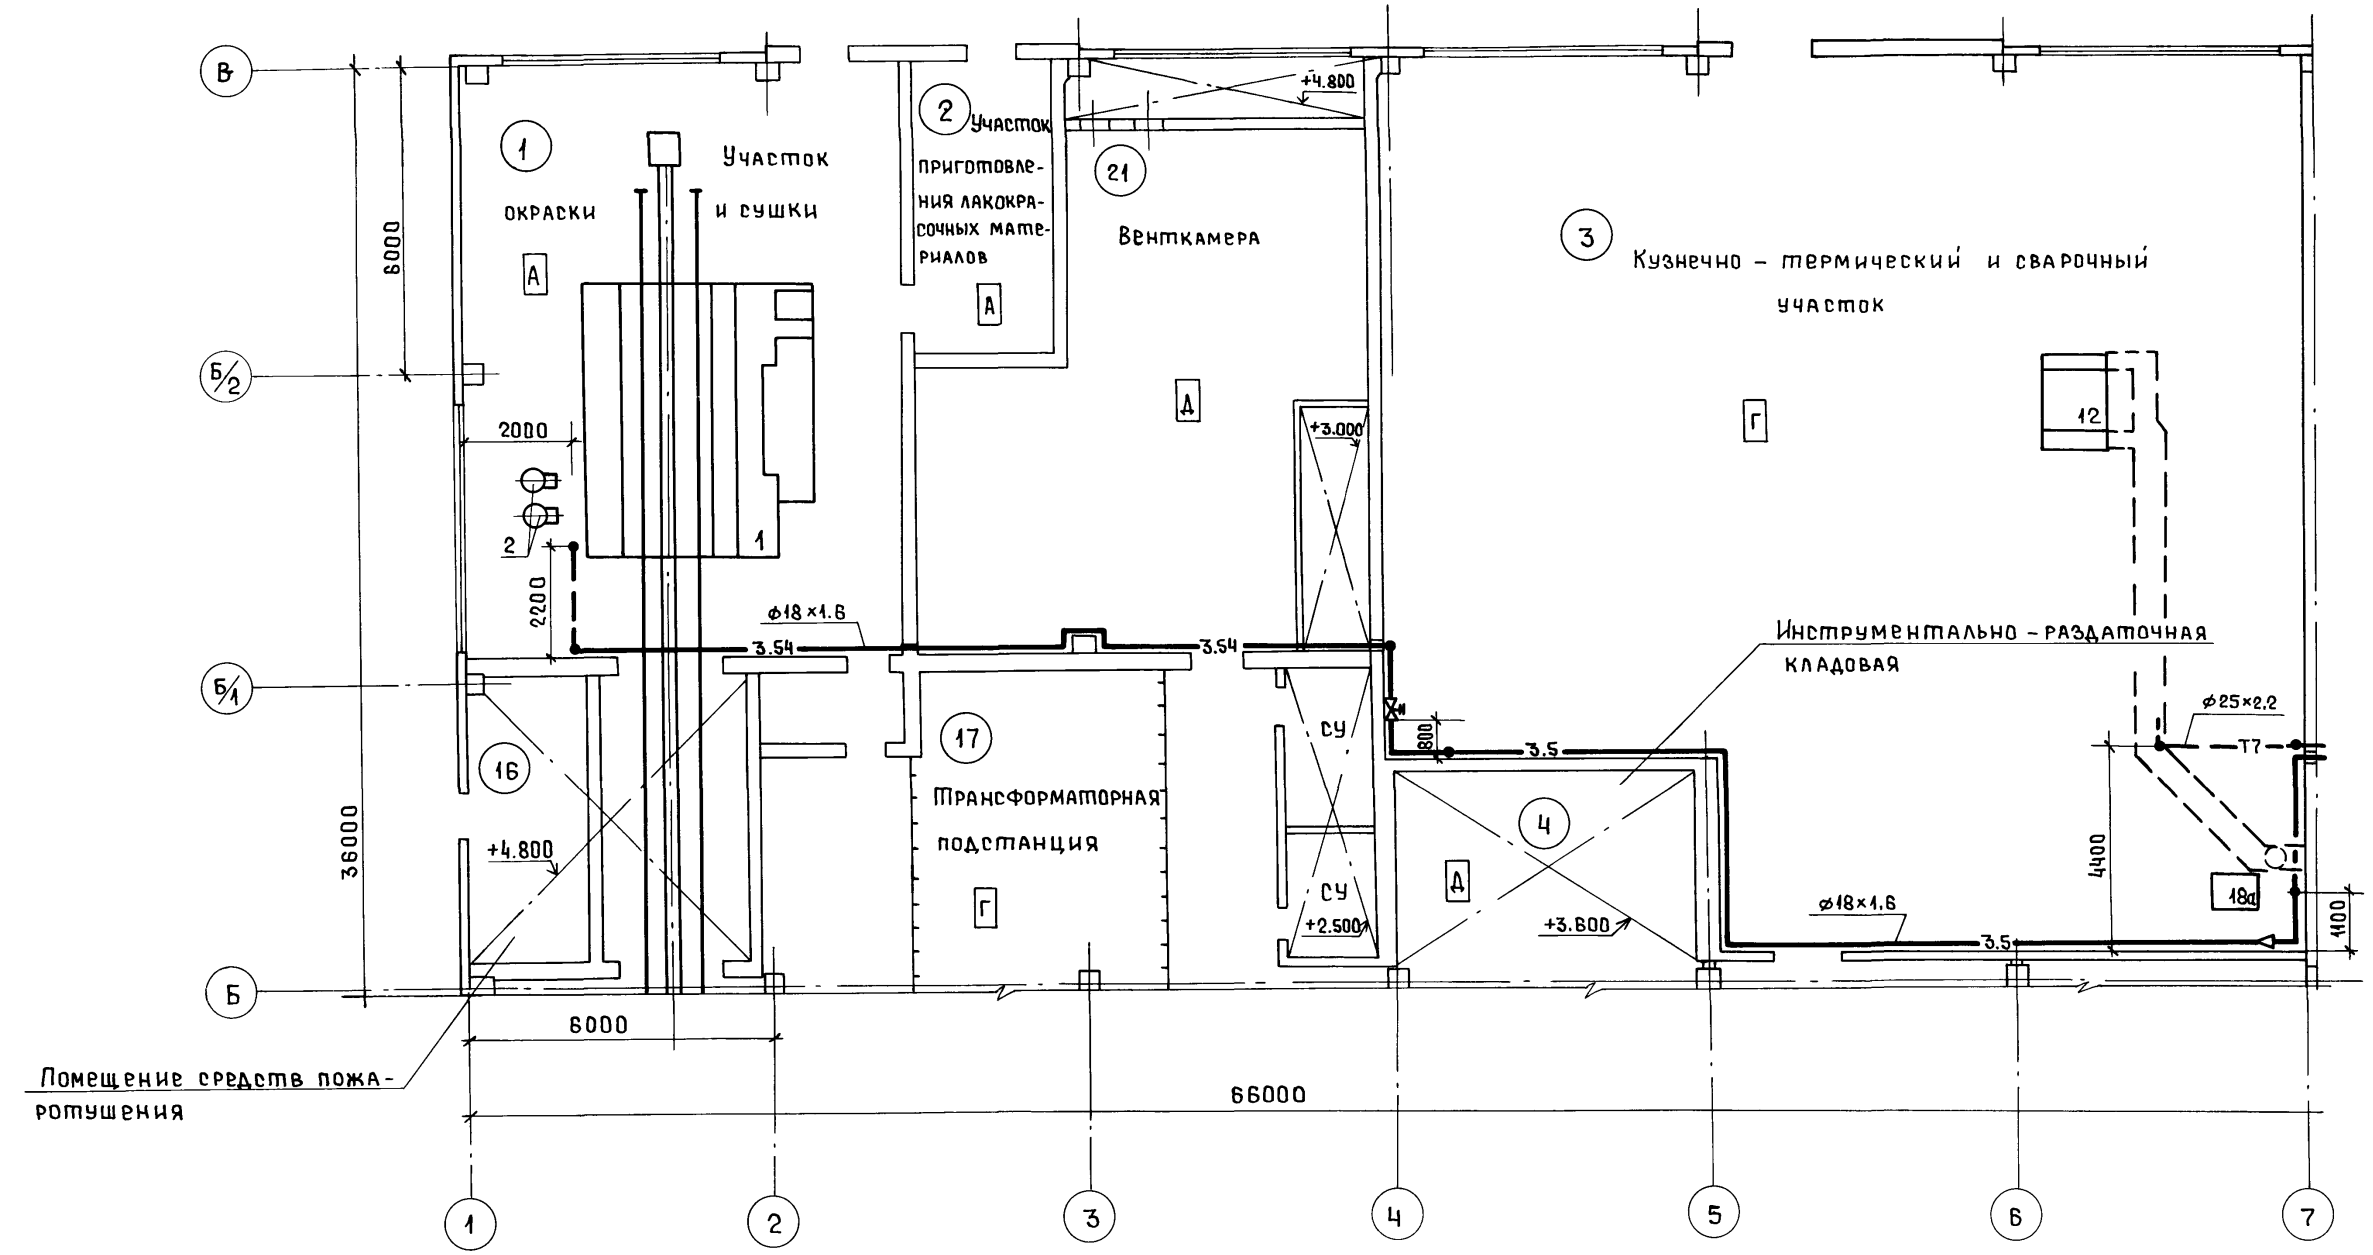 В
Б/2
Б/1
Б
1
Участок
окраски
и сушки
А
2
Участок
приготовле-
ния лакокра-
сочных мате-
риалов
А
21
Венткамера
Д
+4.800
+3.000
3
Кузнечно - термический и сварочный
участок
Г
12
6000
2000
2
1
2200
ø18×1.6
3.54
3.54
Инструментально-раздаточная
кладовая
ø25×2.2
Т7
16
+4.800
17
Трансформаторная
подстанция
Г
СУ
СУ
+2.500
800
3.5
4
Д
+3.600
ø18×1.6
3.5
4400
18а
1100
36000
6000
Помещение средств пожа-
ротушения
66000
1
2
3
4
5
6
7